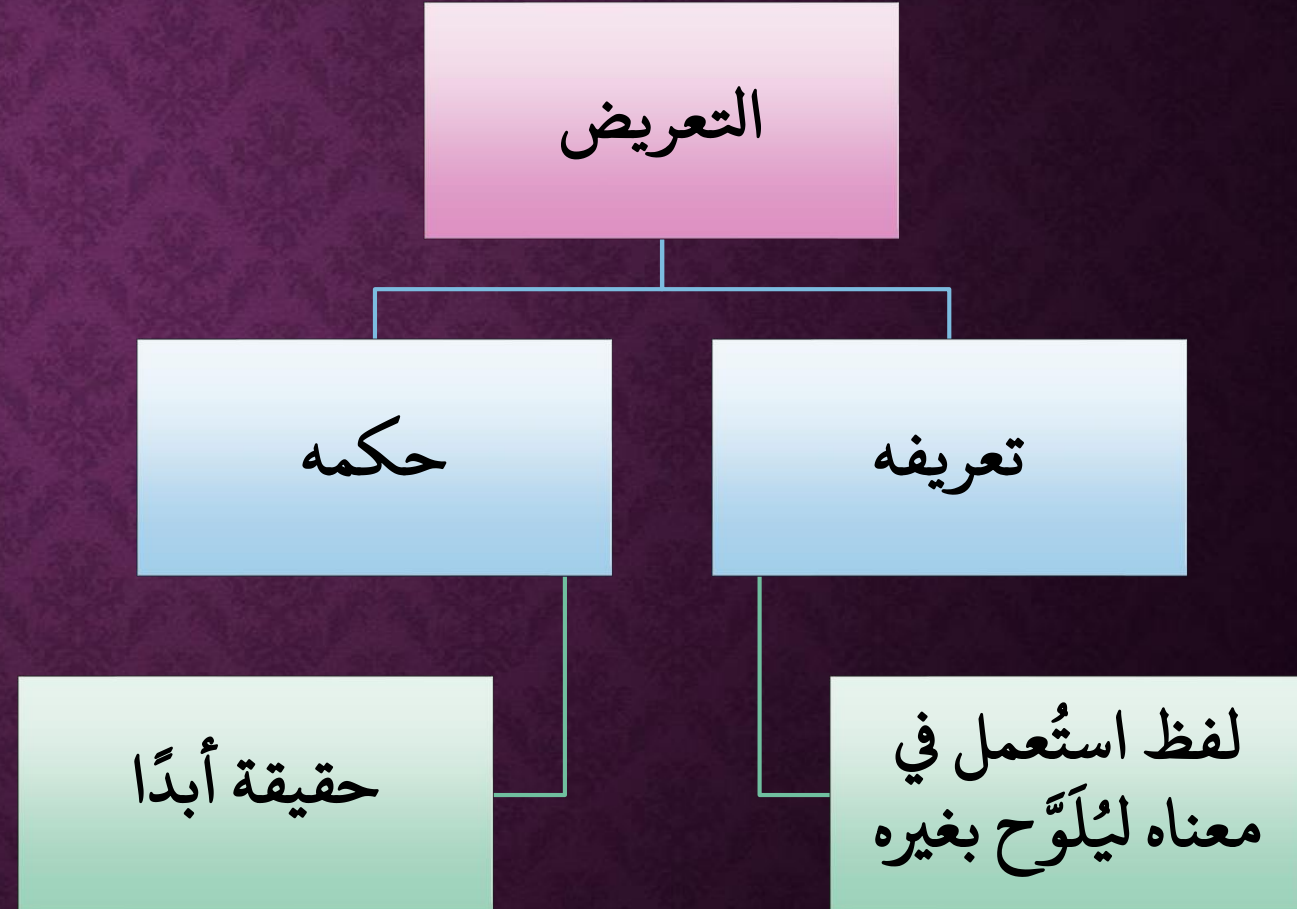 التعريض
تعريفه
حكمه
لفظ استُعمل في
معناه ليُلَوَّح بغيره
حقيقة أبدًا